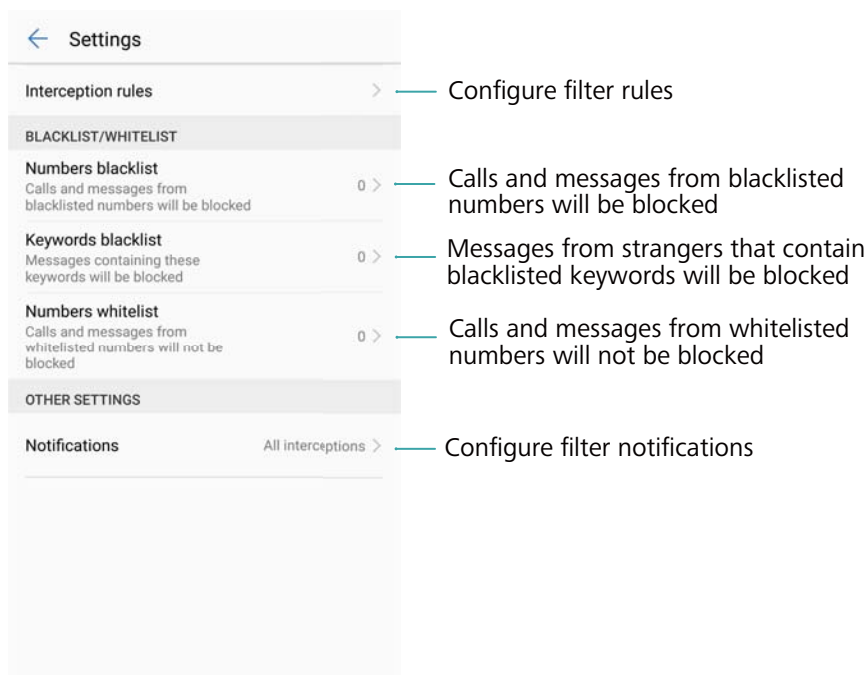 Settings
Interception rules
Configure filter rules
BLACKLIST/WHITELIST
Numbers blacklist
Calls and messages from
blacklisted numbers will be blocked
0
Calls and messages from blacklisted
numbers will be blocked
Keywords blacklist
Messages containing these
keywords will be blocked
0
Messages from strangers that contain
blacklisted keywords will be blocked
Numbers whitelist
Calls and messages from
whitelisted numbers will not be
blocked
0
Calls and messages from whitelisted
numbers will not be blocked
OTHER SETTINGS
Notifications
All interceptions
Configure filter notifications